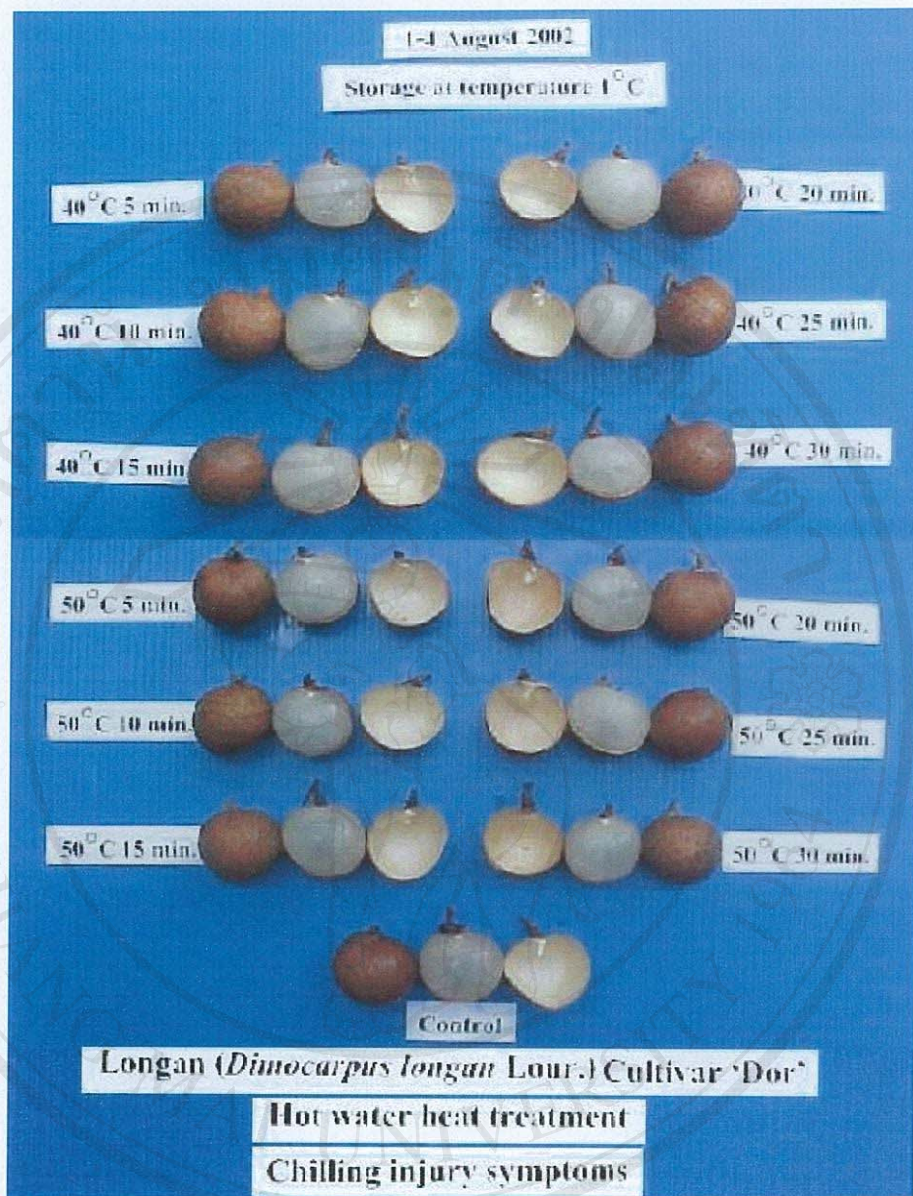 1-4 August 2002
Storage at temperature 1°C
40°C 5 min.
40°C 20 min.
40°C 10 min.
40°C 25 min.
40°C 15 min.
40°C 30 min.
50°C 5 min.
50°C 20 min.
50°C 10 min.
50°C 25 min.
50°C 15 min.
50°C 30 min.
Control
Longan (Dimocarpus longan Lour.) Cultivar ‘Dor’
Hot water heat treatment
Chilling injury symptoms